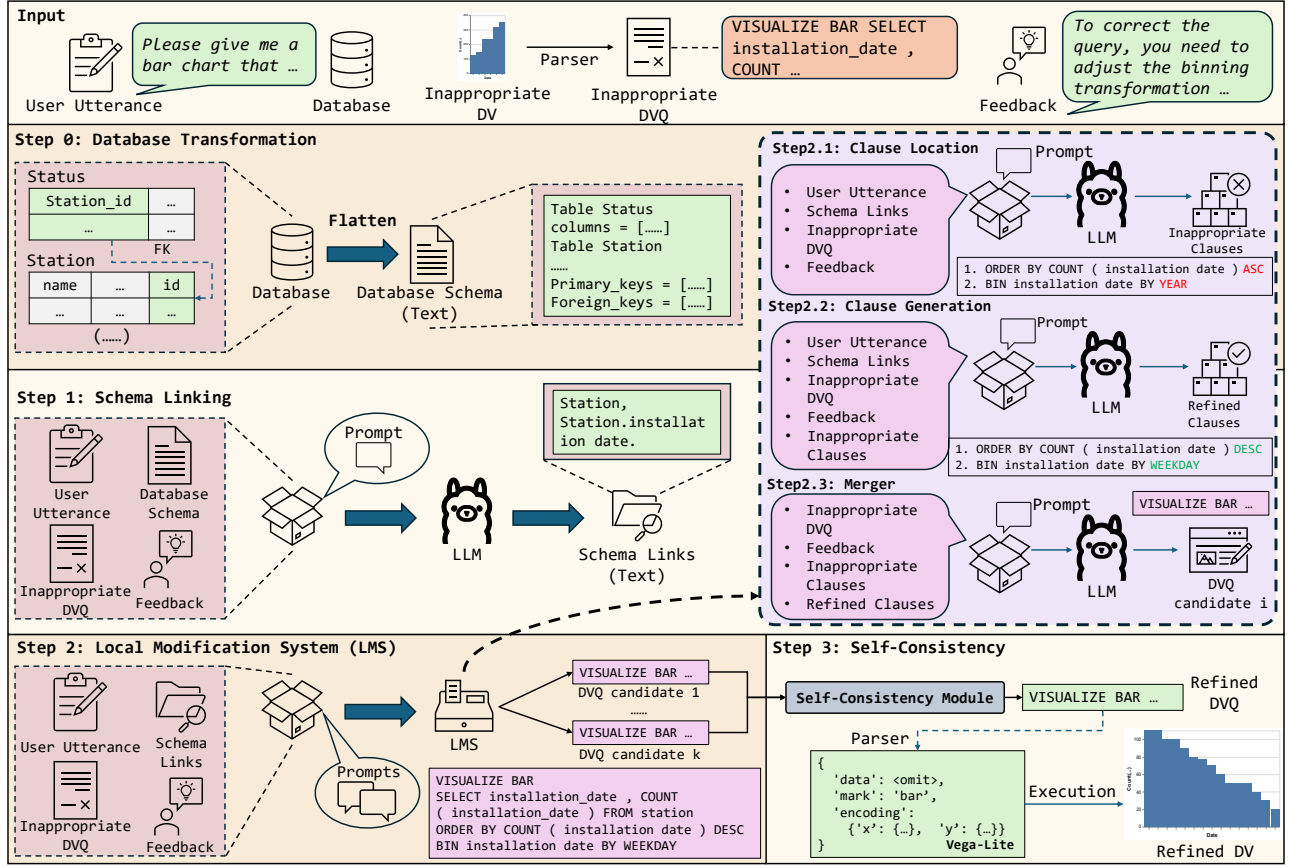 Input
Please give me a
bar chart that …
User Utterance
Database
Inappropriate
DV
Parser
Inappropriate
DVQ
VISUALIZE BAR SELECT
installation_date ,
COUNT …
Feedback
To correct the
query, you need to
adjust the binning
transformation …
Step 0: Database Transformation
Status
Station_id
…
…
…
FK
Station
name
…
id
…
…
…
(……)
Database
Flatten
Database Schema
(Text)
Table Status
columns = [……]
Table Station
……
Primary_keys = [……]
Foreign_keys = [……]
Step 1: Schema Linking
User
Utterance
Database
Schema
Inappropriate
DVQ
Feedback
Prompt
LLM
Station,
Station.installat
ion date.
Schema Links
(Text)
Step2.1: Clause Location
• User Utterance
• Schema Links
• Inappropriate
DVQ
• Feedback
Prompt
LLM
Inappropriate
Clauses
1. ORDER BY COUNT ( installation date ) ASC
2. BIN installation date BY YEAR
Step2.2: Clause Generation
• User Utterance
• Schema Links
• Inappropriate
DVQ
• Feedback
• Inappropriate
Clauses
Prompt
LLM
Refined
Clauses
1. ORDER BY COUNT ( installation date ) DESC
2. BIN installation date BY WEEKDAY
Step2.3: Merger
• Inappropriate
DVQ
• Feedback
• Inappropriate
Clauses
• Refined Clauses
Prompt
LLM
VISUALIZE BAR …
DVQ
candidate i
Step 2: Local Modification System (LMS)
User Utterance
Schema
Links
Inappropriate
DVQ
Feedback
Prompts
LMS
VISUALIZE BAR …
DVQ candidate 1
……
VISUALIZE BAR …
DVQ candidate k
VISUALIZE BAR
SELECT installation_date , COUNT
( installation_date ) FROM station
ORDER BY COUNT ( installation date ) DESC
BIN installation date BY WEEKDAY
Step 3: Self-Consistency
Self-Consistency Module
VISUALIZE BAR …
Refined
DVQ
Parser
{
'data': <omit>,
'mark': 'bar’,
'encoding':
{'x’: {…}, 'y’: {…}}
}
Vega-Lite
Execution
100
80
60
40
20
0
Date
Refined DV